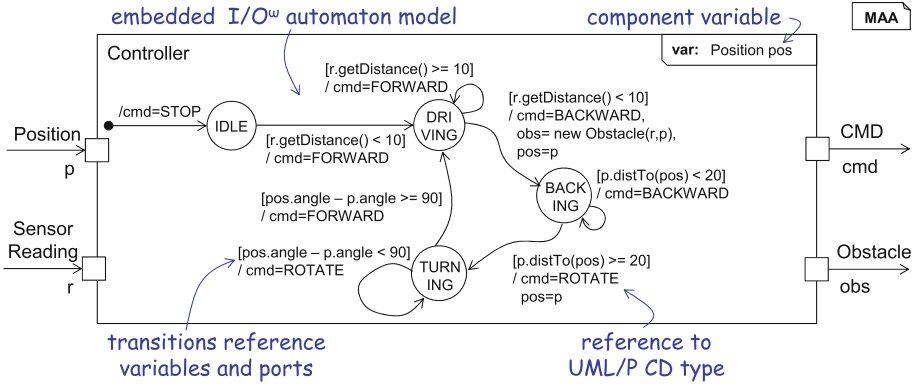 embedded I/Oω automaton model
component variable
MAA
Controller
var: Position pos
[r.getDistance() >= 10]
/ cmd=FORWARD
/cmd=STOP
IDLE
DRI
VING
[r.getDistance() < 10]
/ cmd=FORWARD
[r.getDistance() < 10]
/ cmd=BACKWARD,
obs= new Obstacle(r,p),
pos=p
Position
p
CMD
cmd
[pos.angle – p.angle >= 90]
/ cmd=FORWARD
BACK
ING
[p.distTo(pos) < 20]
/ cmd=BACKWARD
Sensor
Reading
r
[pos.angle – p.angle < 90]
/ cmd=ROTATE
TURN
ING
[p.distTo(pos) >= 20]
/ cmd=ROTATE
pos=p
Obstacle
obs
transitions reference
variables and ports
reference to
UML/P CD type